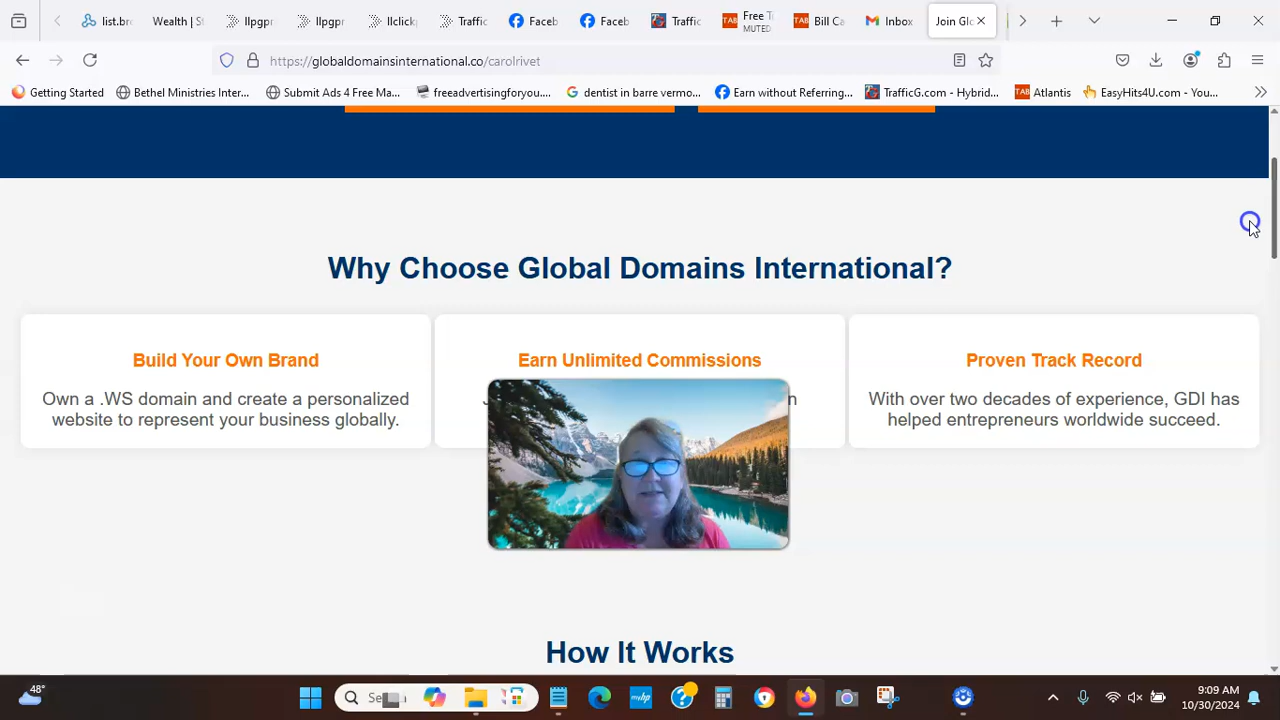 list.br
Wealth | S
llpgpr
llpgpr
llclick
Traffic
Faceb
Faceb
Traffic
Free T
MUTED
Bill Ca
Inbox
Join Glo
https://globaldomainsinternational.co/carolrivet
Getting Started
Bethel Ministries Inter...
Submit Ads 4 Free Ma...
freeadvertisingforyou....
dentist in barre vermo...
Earn without Referring...
TrafficG.com - Hybrid...
Atlantis
EasyHits4U.com - You...
Why Choose Global Domains International?
Build Your Own Brand
Own a .WS domain and create a personalized
website to represent your business globally.
Earn Unlimited Commissions
Proven Track Record
With over two decades of experience, GDI has
helped entrepreneurs worldwide succeed.
How It Works
48°
Se
9:09 AM
10/30/2024